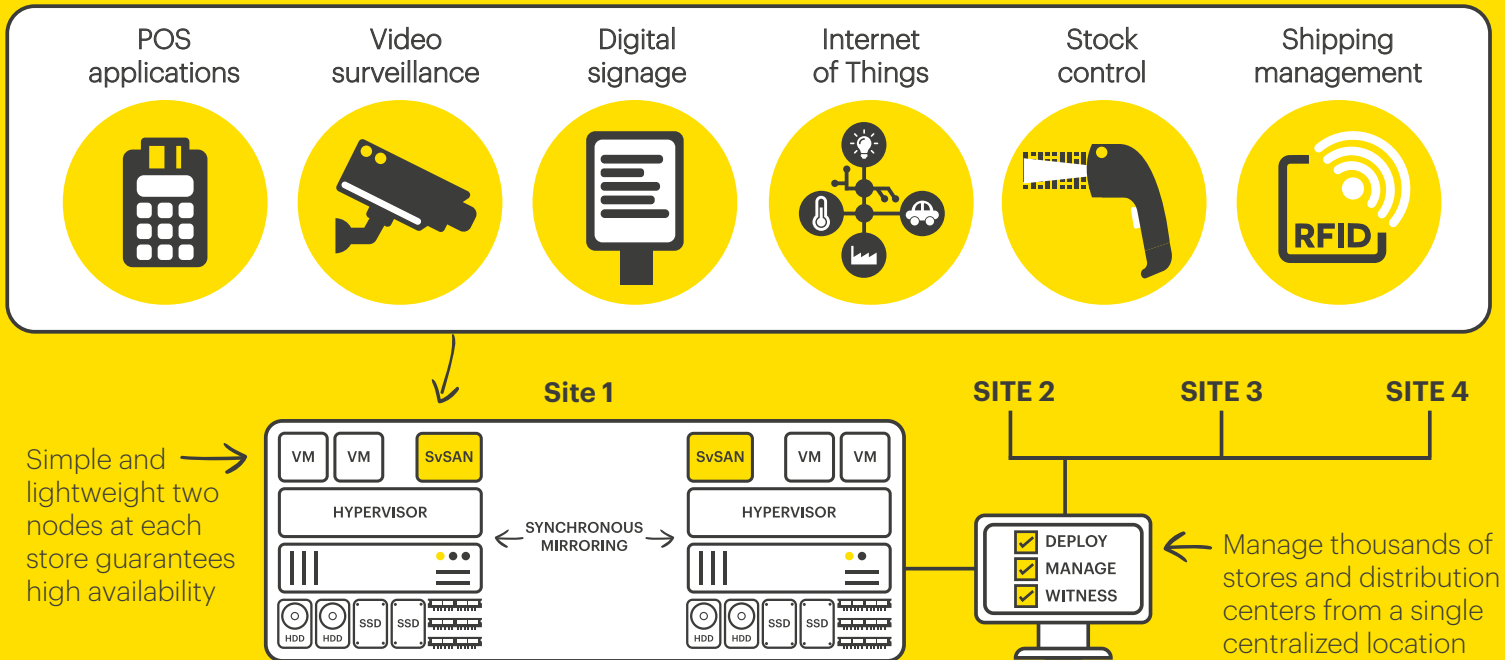 POS
applications
Video
surveillance
Digital
signage
Internet
of Things
Stock
control
Shipping
management
RFID
Site 1
SITE 2
SITE 3
SITE 4
Simple and
lightweight two
nodes at each
store guarantees
high availability
VM
VM
SvSAN
HYPERVISOR
HDD
HDD
SSD
SSD
SYNCHRONOUS
MIRRORING
SvSAN
VM
VM
HYPERVISOR
HDD
HDD
SSD
SSD
DEPLOY
MANAGE
WITNESS
Manage thousands of
stores and distribution
centers from a single
centralized location